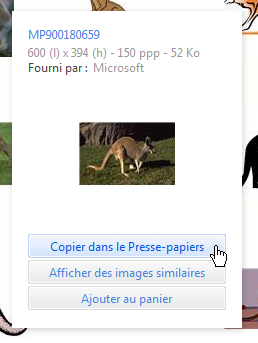 MP900180659
600 (l) x 394 (h) - 150 ppp - 52 Ko
Fourni par : Microsoft
Copier dans le Presse-papiers
Afficher des images similaires
Ajouter au panier